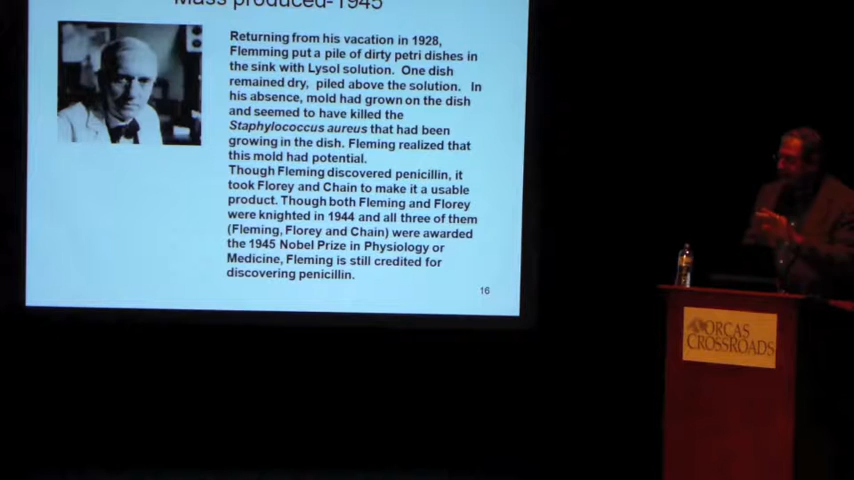 Mass produced-1945
Returning from his vacation in 1928,
Flemming put a pile of dirty petri dishes in
the sink with Lysol solution.  One dish
remained dry,  piled above the solution.   In
his absence, mold had grown on the dish
and seemed to have killed the
Staphylococcus aureus that had been
growing in the dish. Fleming realized that
this mold had potential.
Though Fleming discovered penicillin, it
took Florey and Chain to make it a usable
product. Though both Fleming and Florey
were knighted in 1944 and all three of them
(Fleming, Florey and Chain) were awarded
the 1945 Nobel Prize in Physiology or
Medicine, Fleming is still credited for
discovering penicillin.
16
ORCAS
CROSSROADS